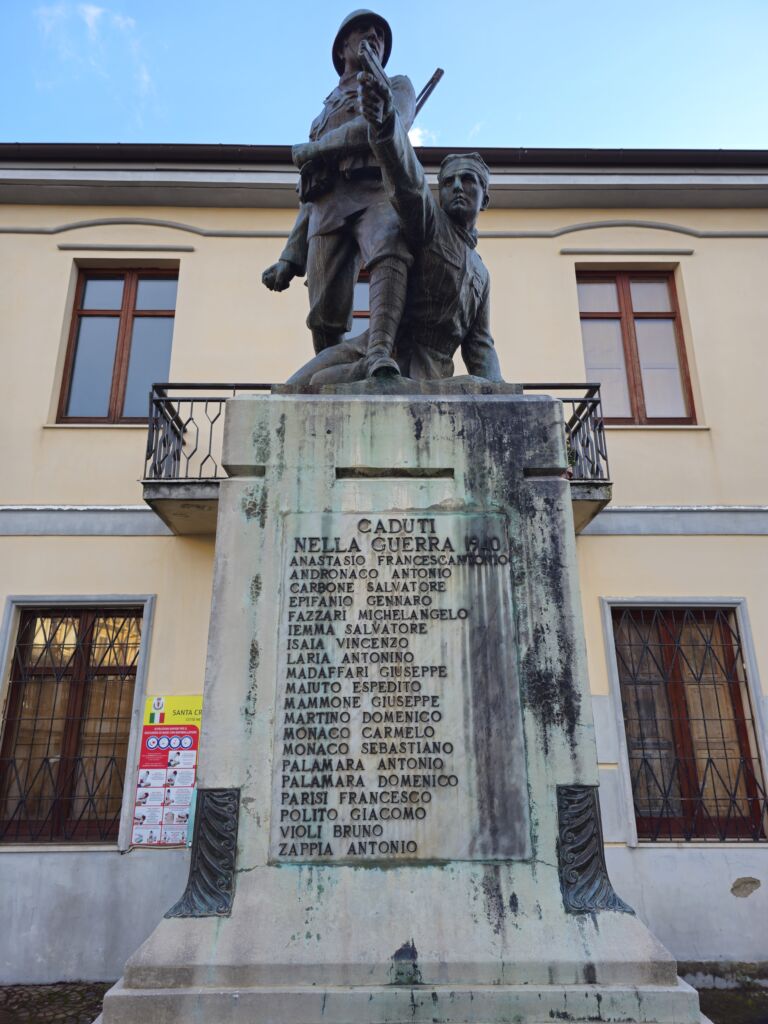 CADUTI
NELLA GUERRA 1940
ANASTASIO FRANCESCANTONIO
ANDRONACO ANTONIO
CARBONE SALVATORE
EPIFANIO GENNARO
FAZZARI MICHELANGELO
IEMMA SALVATORE
ISAIA VINCENZO
LARIA ANTONINO
MADAFFARI GIUSEPPE
MAIUTO ESPEDITO
MAMMONE GIUSEPPE
MARTINO DOMENICO
MONACO CARMELO
MONACO SEBASTIANO
PALAMARA ANTONIO
PALAMARA DOMENICO
PARISI FRANCESCO
POLITO GIACOMO
VIOLI BRUNO
ZAPPIA ANTONIO
SANTA CR